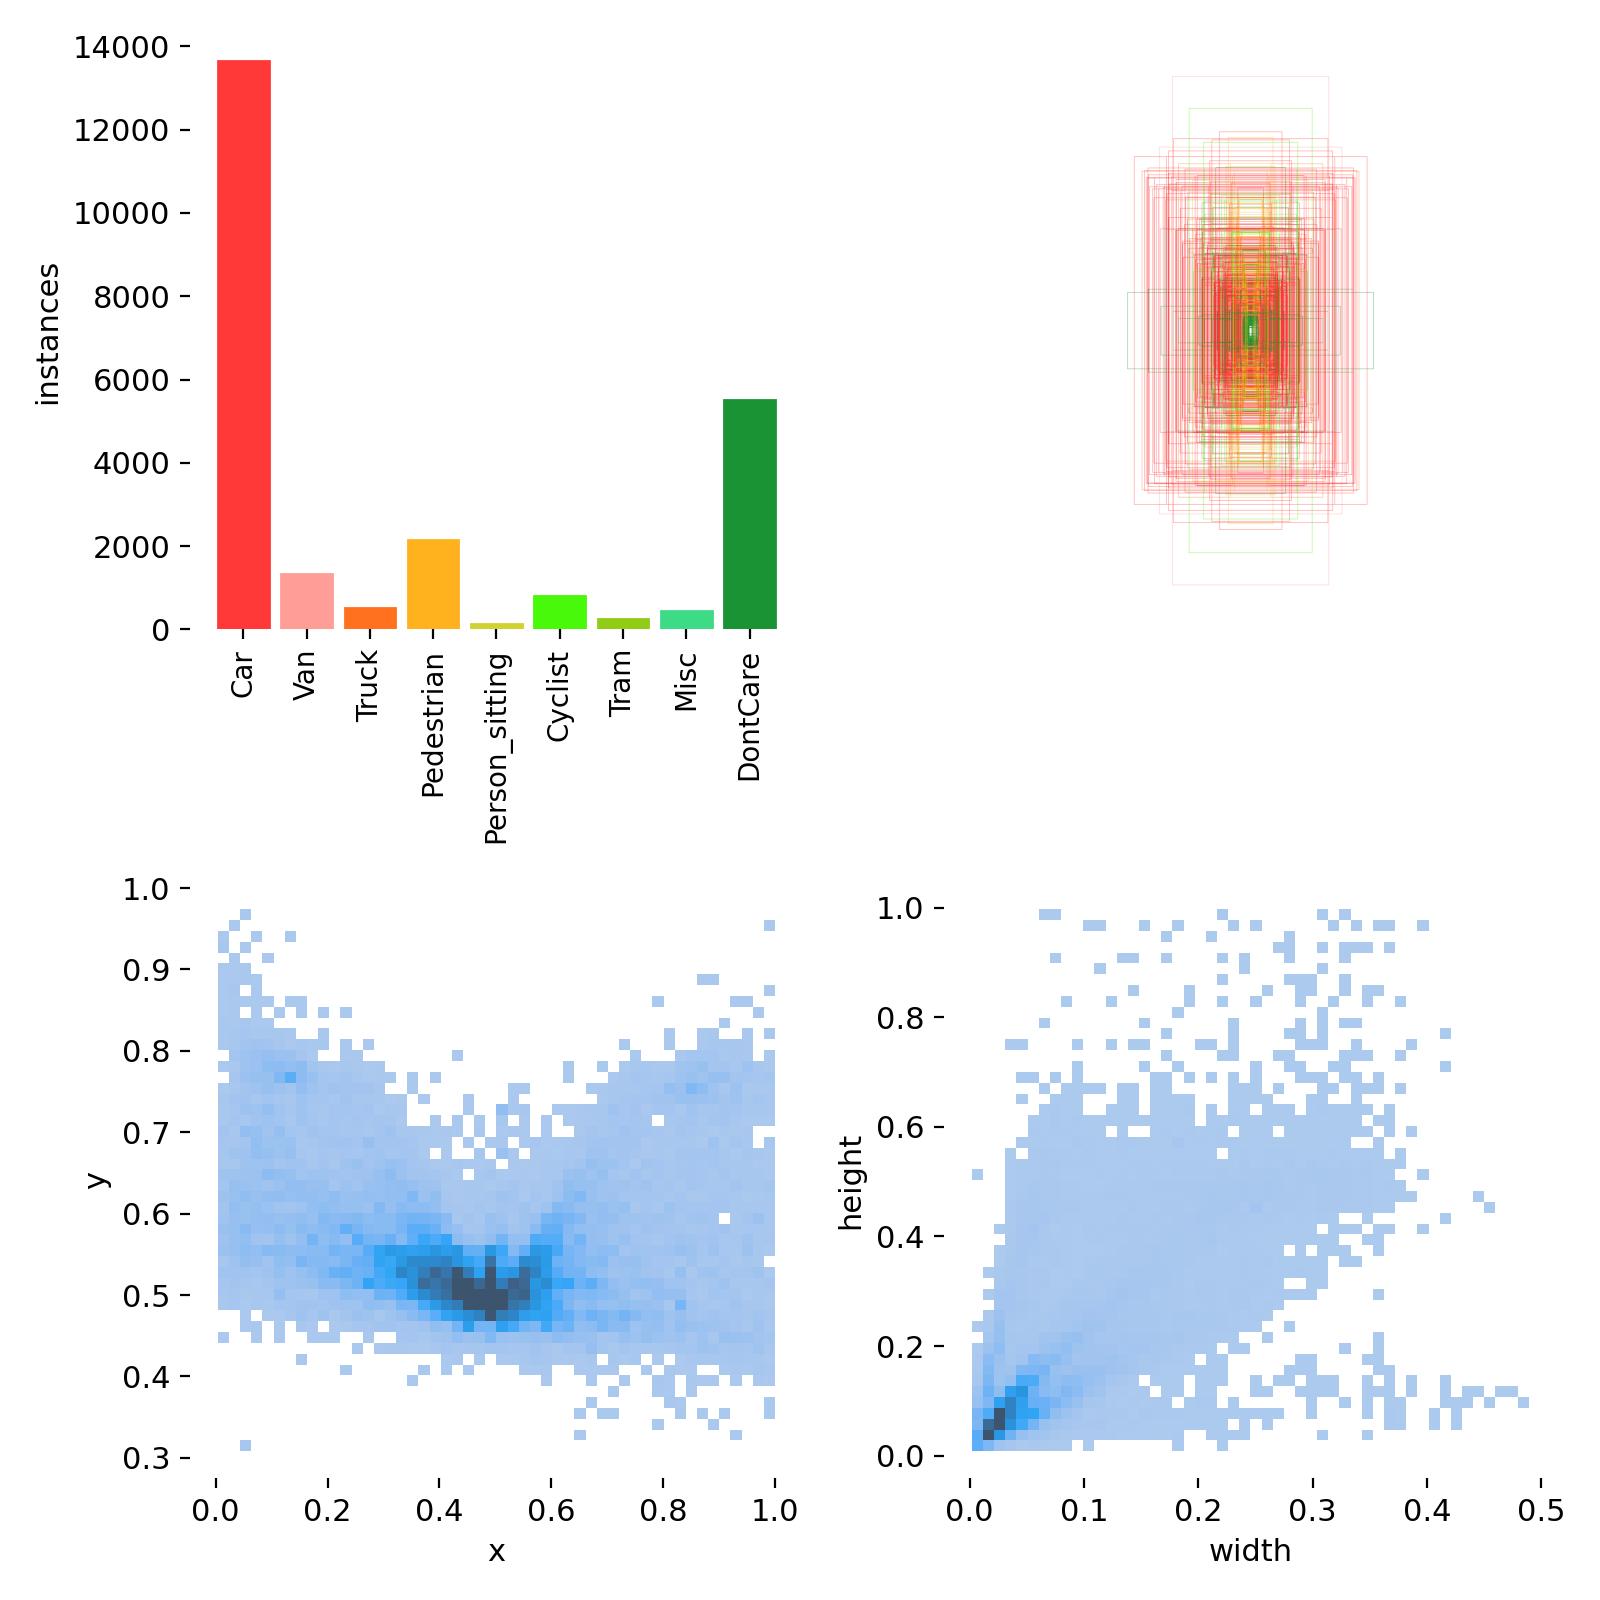 14000
12000
10000
8000
6000
4000
2000
0
instances
Car
Van
Truck
Pedestrian
Person_sitting
Cyclist
Tram
Misc
DontCare
1.0
0.9
0.8
0.7
0.6
0.5
0.4
0.3
y
0.0 0.2 0.4 0.6 0.8 1.0
x
1.0
0.8
0.6
0.4
0.2
0.0
height
0.0 0.1 0.2 0.3 0.4 0.5
width